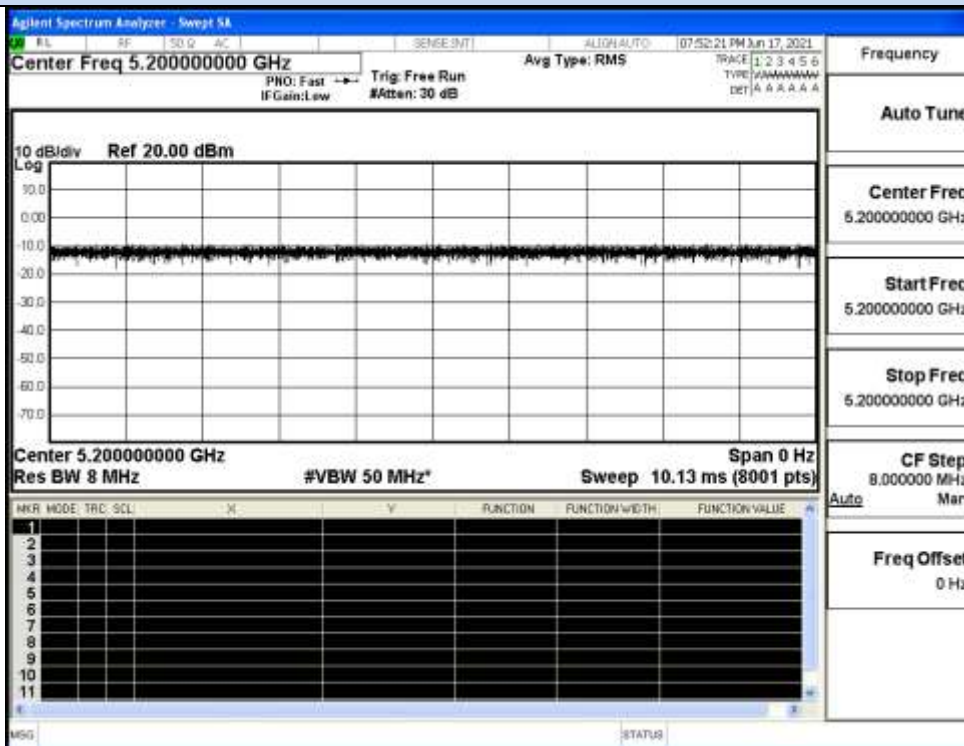 Agilent Spectrum Analyzer - Swept SA
RL RF 50 Ω AC SENSE:INT ALIGN AUTO 07:52:21 PM Jun 17, 2021
Center Freq 5.200000000 GHz
PNO: Fast
IFGain:Low
Trig: Free Run
#Atten: 30 dB
Avg Type: RMS
TRACE 1 2 3 4 5 6
TYPE
DET A A A A A A
10 dB/div Ref 20.00 dBm
Log
10.0
0.00
-10.0
-20.0
-30.0
-40.0
-50.0
-60.0
-70.0
Center 5.200000000 GHz Span 0 Hz
Res BW 8 MHz #VBW 50 MHz* Sweep 10.13 ms (8001 pts)
MKR MODE TRC SCL X Y FUNCTION FUNCTION WIDTH FUNCTION VALUE
1
2
3
4
5
6
7
8
9
10
11
MSG STATUS
Frequency
Auto Tune
Center Freq
5.200000000 GHz
Start Freq
5.200000000 GHz
Stop Freq
5.200000000 GHz
CF Step
8.000000 MHz
Auto Man
Freq Offset
0 Hz